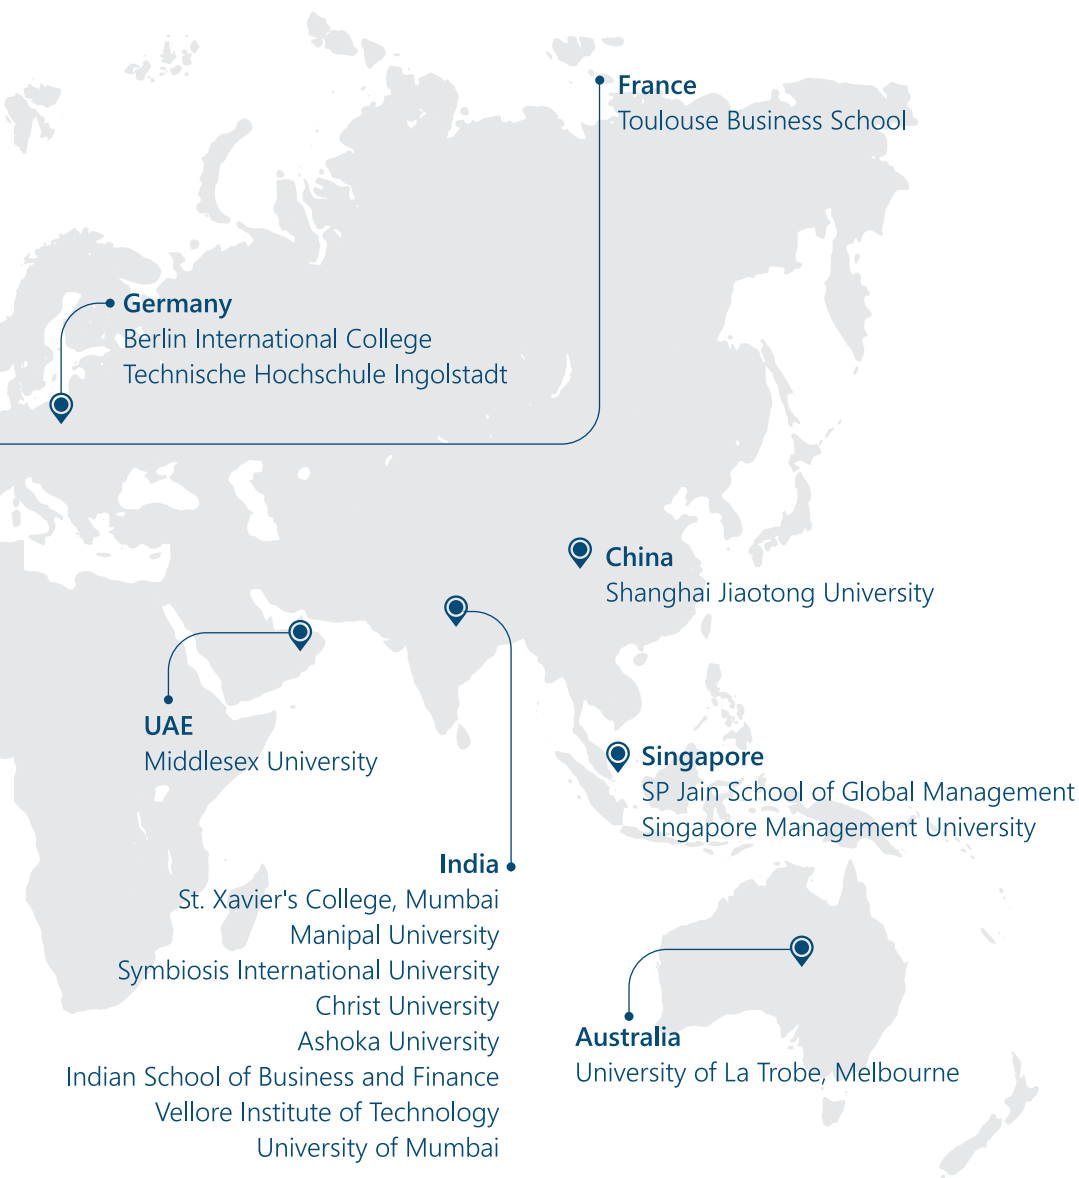 France
Toulouse Business School
Germany
Berlin International College
Technische Hochschule Ingolstadt
China
Shanghai Jiaotong University
UAE
Middlesex University
Singapore
SP Jain School of Global Management
Singapore Management University
India
St. Xavier's College, Mumbai
Manipal University
Symbiosis International University
Christ University
Ashoka University
Indian School of Business and Finance
Vellore Institute of Technology
University of Mumbai
Australia
University of La Trobe, Melbourne